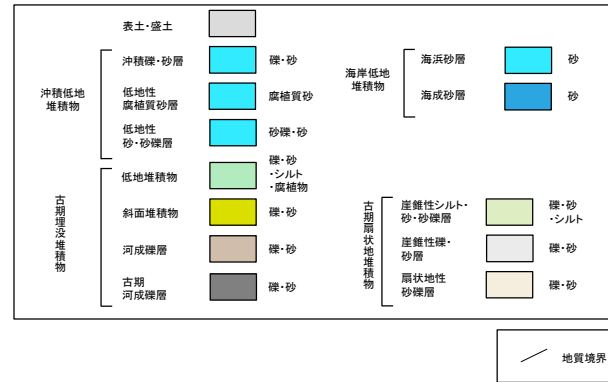 表土・盛土
沖積低地
堆積物
沖積礫・砂層
礫・砂
低地性
腐植質砂層
腐植質砂
低地性
砂・砂礫層
砂礫・砂
古期埋没堆積物
低地堆積物
礫・砂
・シルト
・腐植物
斜面堆積物
礫・砂
河成礫層
礫・砂
古期
河成礫層
礫・砂
海岸低地
堆積物
海浜砂層
砂
海成砂層
砂
古期扇状地堆積物
崖錐性シルト・
砂・砂礫層
礫・砂
・シルト
崖錐性礫・
砂層
礫・砂
扇状地性
砂礫層
礫・砂
地質境界